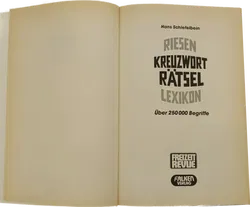 Hans Schiefelbein
RIESEN
KREUZWORT
RÄTSEL
LEXIKON
Über 250 000 Begriffe
FREIZEIT
REVUE
FALKEN
VERLAG